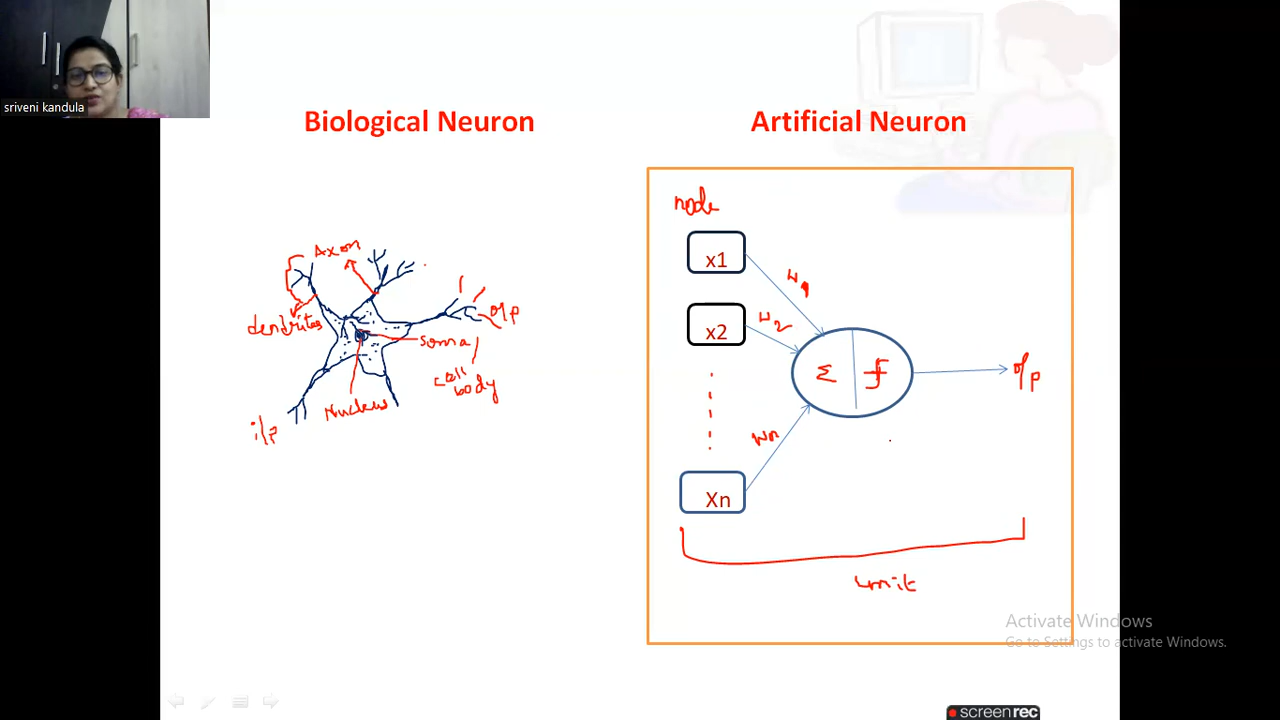 sriveni kandula
Biological Neuron
Artificial Neuron
Axon
dendrites
o/p
soma/
cell
body
Nucleus
i/p
node
x1
w1
x2
w2
Σ f
o/p
wn
Xn
unit
Activate Windows
Go to Settings to activate Windows.
screenrec